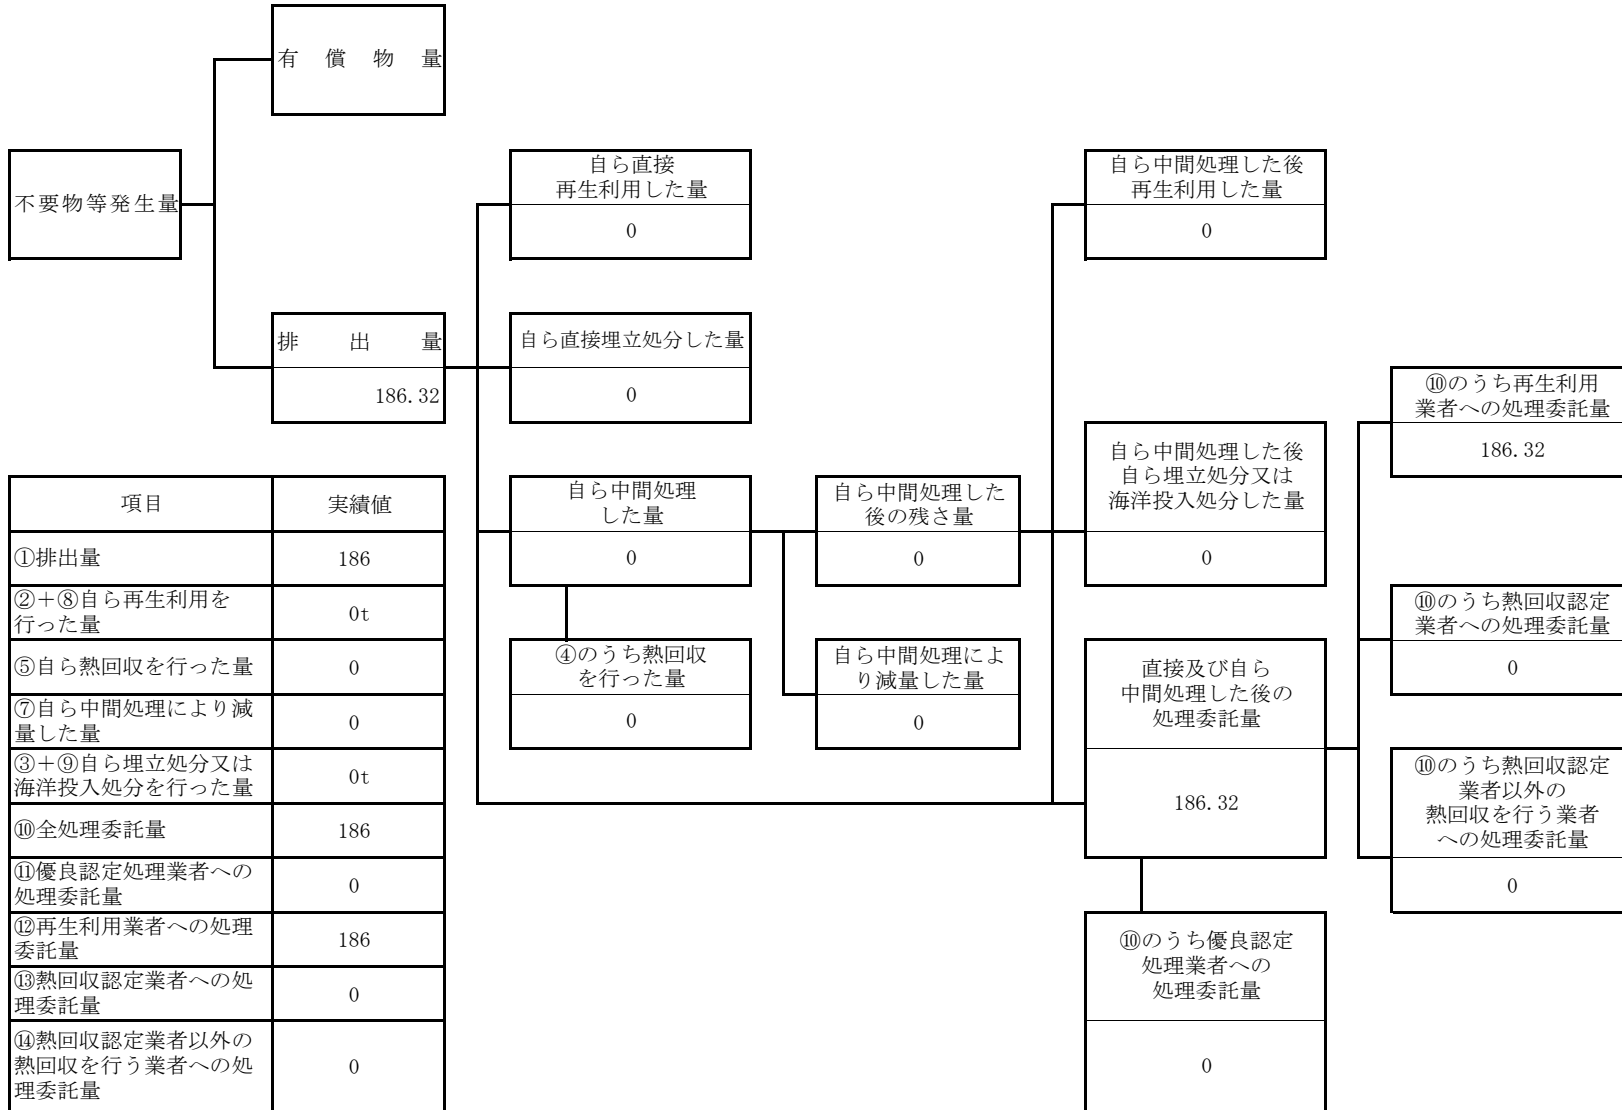 有償物量
不要物等発生量
自ら直接
再生利用した量
0
自ら中間処理した後
再生利用した量
0
排出量
186.32
自ら直接埋立処分した量
0
⑩のうち再生利用
業者への処理委託量
186.32
自ら中間処理
した量
0
自ら中間処理した
後の残さ量
0
自ら中間処理した後
自ら埋立処分又は
海洋投入処分した量
0
④のうち熱回収
を行った量
0
自ら中間処理によ
り減量した量
0
直接及び自ら
中間処理した後の
処理委託量
186.32
⑩のうち熱回収認定
業者への処理委託量
0
⑩のうち熱回収認定
業者以外の
熱回収を行う業者
への処理委託量
0
⑩のうち優良認定
処理業者への
処理委託量
0
項目 実績値
①排出量 186
②＋⑧自ら再生利用を
行った量 0t
⑤自ら熱回収を行った量 0
⑦自ら中間処理により減
量した量 0
③＋⑨自ら埋立処分又は
海洋投入処分を行った量 0t
⑩全処理委託量 186
⑪優良認定処理業者への
処理委託量 0
⑫再生利用業者への処理
委託量 186
⑬熱回収認定業者への処
理委託量 0
⑭熱回収認定業者以外の
熱回収を行う業者への処
理委託量 0